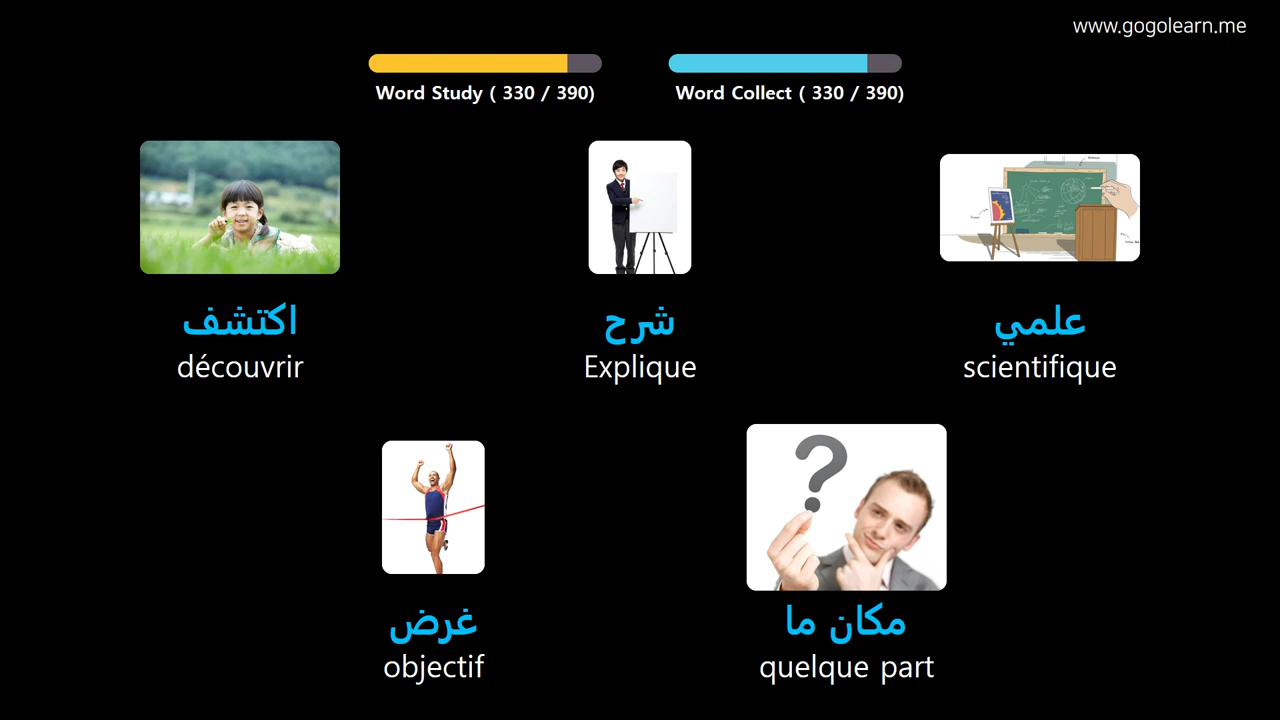 www.gogolearn.me
Word Study ( 330 / 390)
Word Collect ( 330 / 390)
اكتشف
découvrir
شرح
Explique
علمي
scientifique
غرض
objectif
مكان ما
quelque part